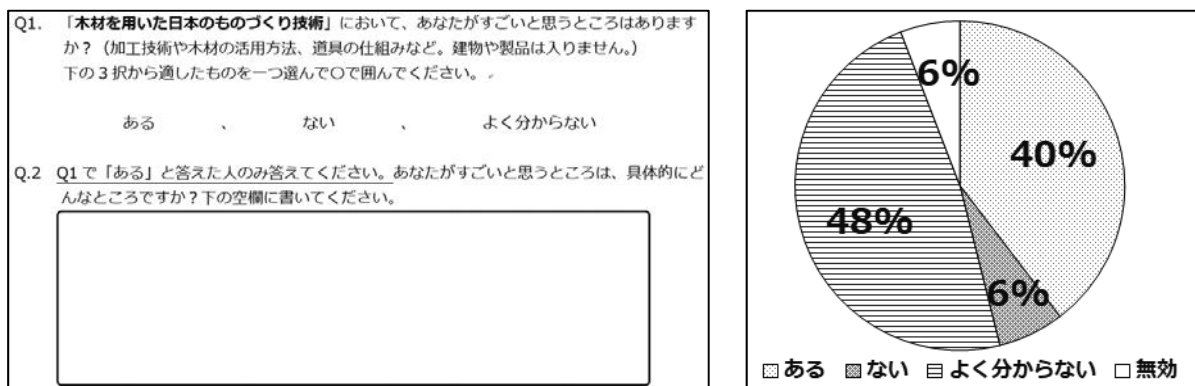 Q1. 「木材を用いた日本のものづくり技術」において、あなたがすごいと思うところはあります
か？（加工技術や木材の活用方法、道具の仕組みなど。建物や製品は入りません。）
下の３択から適したものを一つ選んで〇で囲んでください。
ある 、 ない 、 よく分からない
Q.2 Q1で「ある」と答えた人のみ答えてください。あなたがすごいと思うところは、具体的にど
んなところですか？下の空欄に書いてください。
6%
40%
48%
6%
ある ない よく分からない 無効